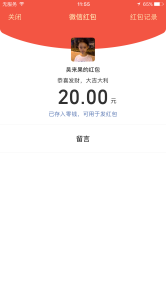 无服务 11:55 65%
关闭 微信红包 红包记录
吴来果的红包
恭喜发财，大吉大利
20.00 元
已存入零钱，可用于发红包
留言